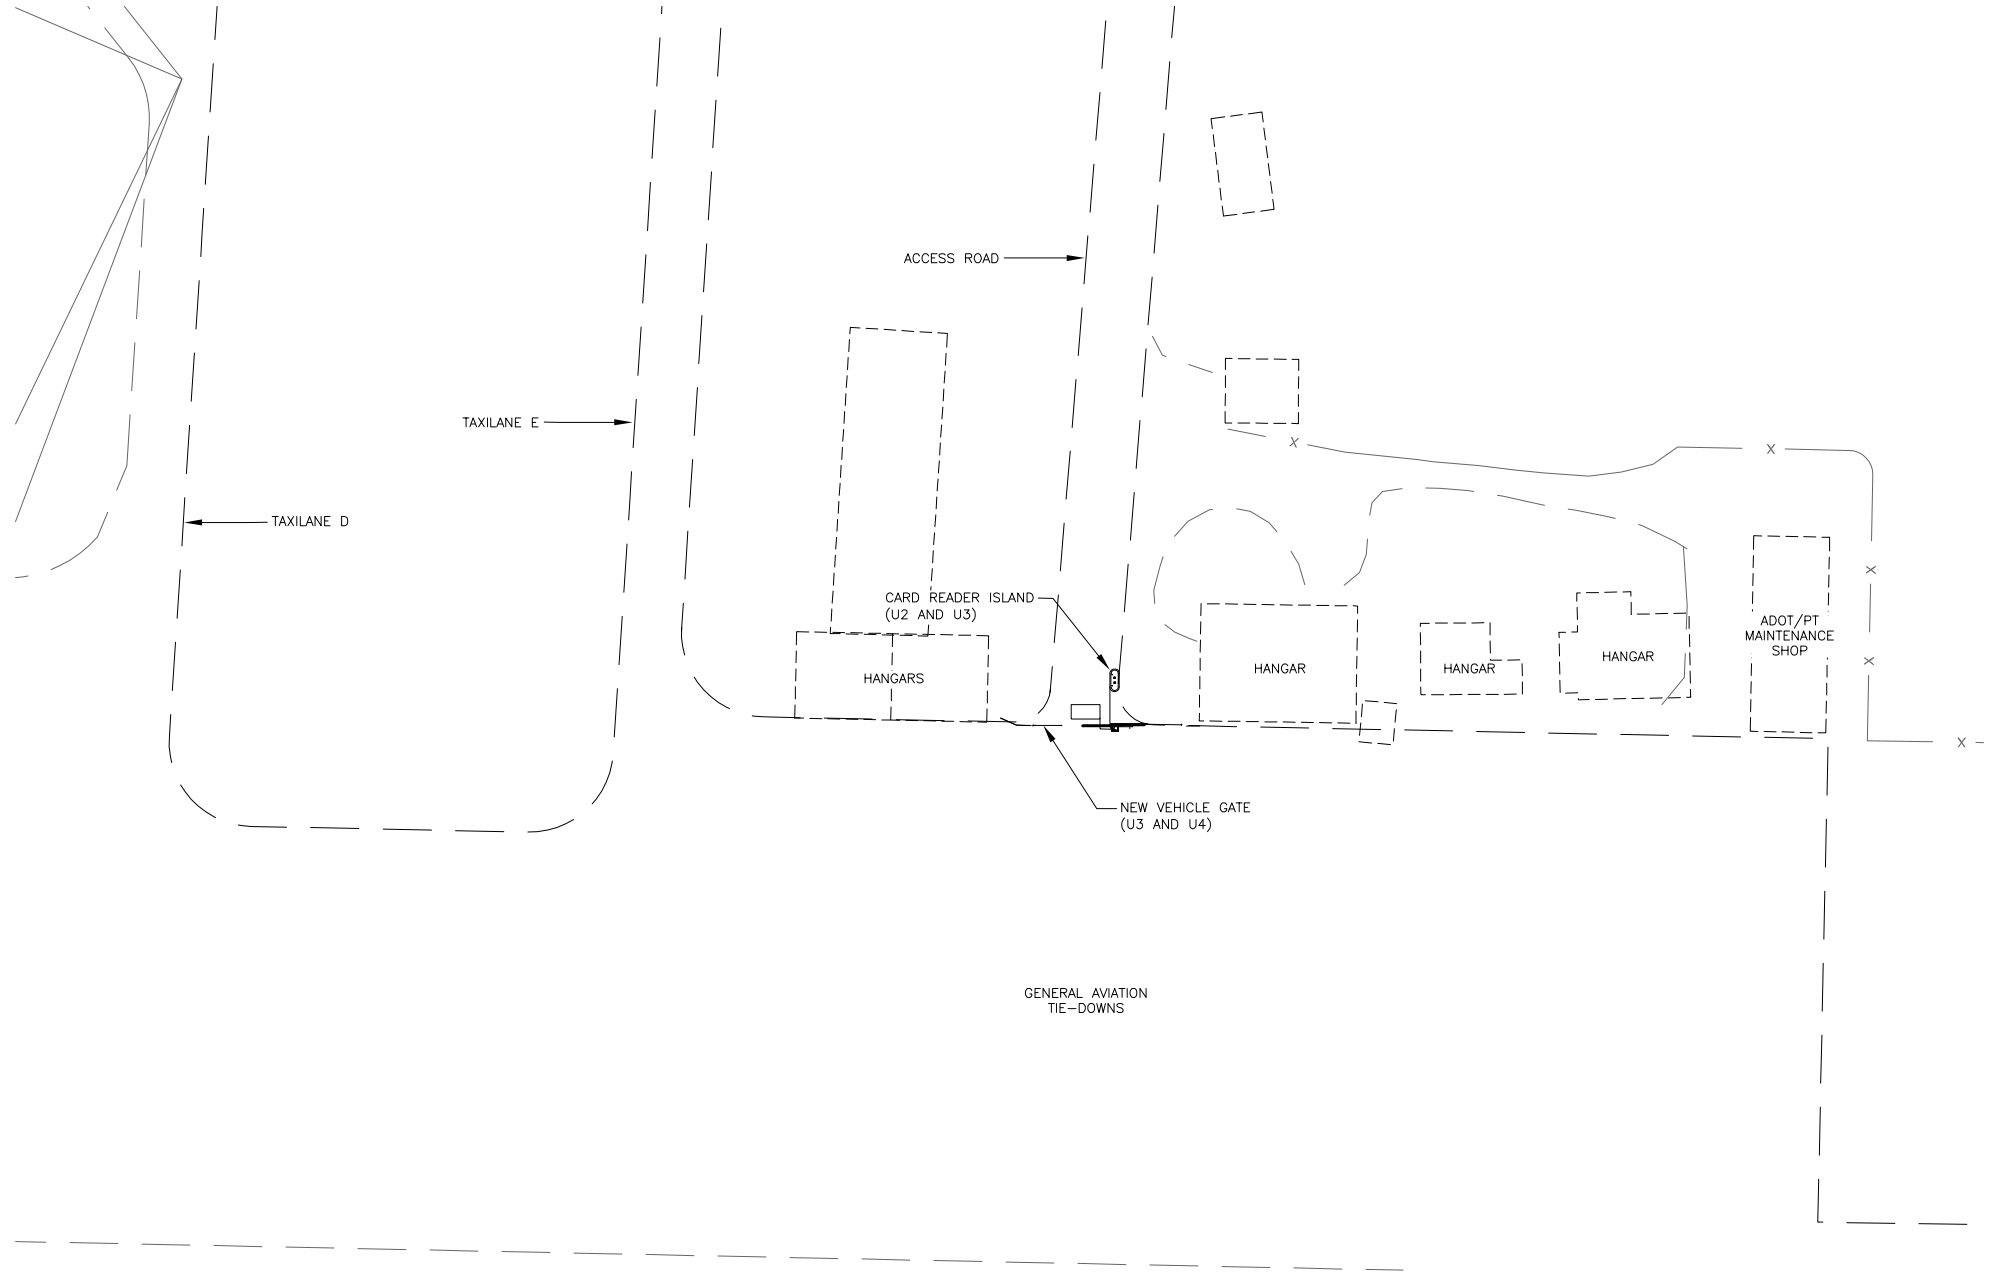 ACCESS ROAD
TAXILANE E
TAXILANE D
CARD READER ISLAND
(U2 AND U3)
HANGARS
HANGAR
HANGAR
HANGAR
ADOT/PT
MAINTENANCE
SHOP
NEW VEHICLE GATE
(U3 AND U4)
GENERAL AVIATION
TIE-DOWNS